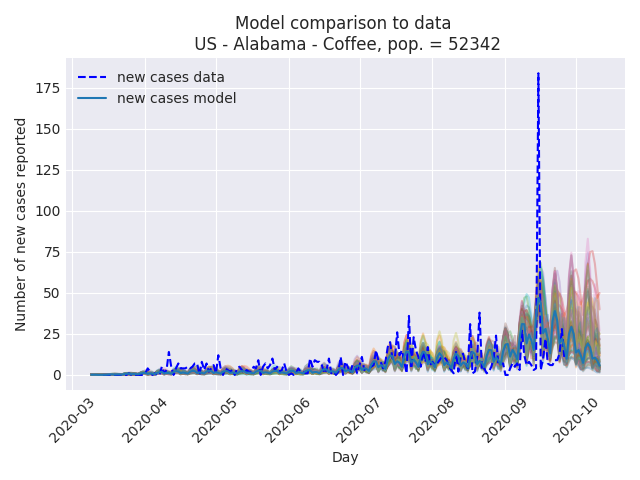 Model comparison to data
US - Alabama - Coffee, pop. = 52342
new cases data
new cases model
Number of new cases reported
175
150
125
100
75
50
25
0
2020-03
2020-04
2020-05
2020-06
2020-07
2020-08
2020-09
2020-10
Day